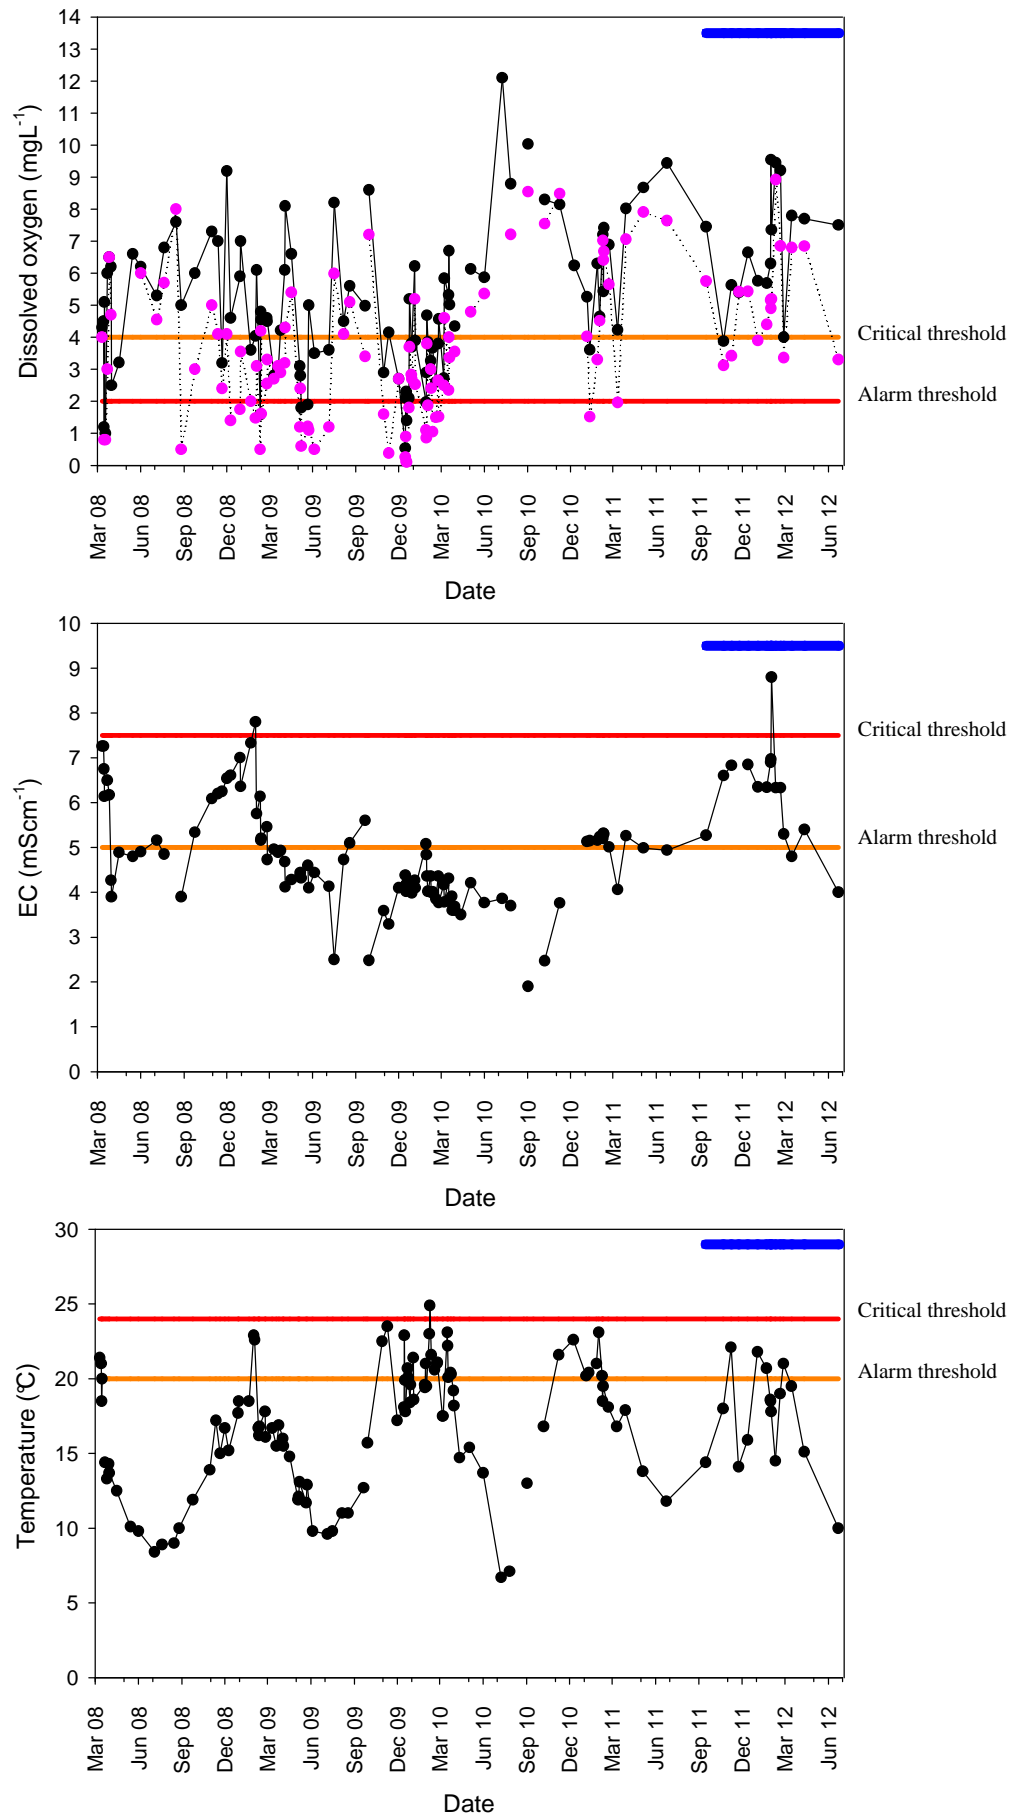 14
13
12
11
10
9
8
7
6
5
4
3
2
1
0
Dissolved oxygen (mgL-1)
Critical threshold
Alarm threshold
Mar 08
Jun 08
Sep 08
Dec 08
Mar 09
Jun 09
Sep 09
Dec 09
Mar 10
Jun 10
Sep 10
Dec 10
Mar 11
Jun 11
Sep 11
Dec 11
Mar 12
Jun 12
Date
10
9
8
7
6
5
4
3
2
1
0
EC (mScm-1)
Critical threshold
Alarm threshold
Mar 08
Jun 08
Sep 08
Dec 08
Mar 09
Jun 09
Sep 09
Dec 09
Mar 10
Jun 10
Sep 10
Dec 10
Mar 11
Jun 11
Sep 11
Dec 11
Mar 12
Jun 12
Date
30
25
20
15
10
5
0
Temperature (°C)
Critical threshold
Alarm threshold
Mar 08
Jun 08
Sep 08
Dec 08
Mar 09
Jun 09
Sep 09
Dec 09
Mar 10
Jun 10
Sep 10
Dec 10
Mar 11
Jun 11
Sep 11
Dec 11
Mar 12
Jun 12
Date